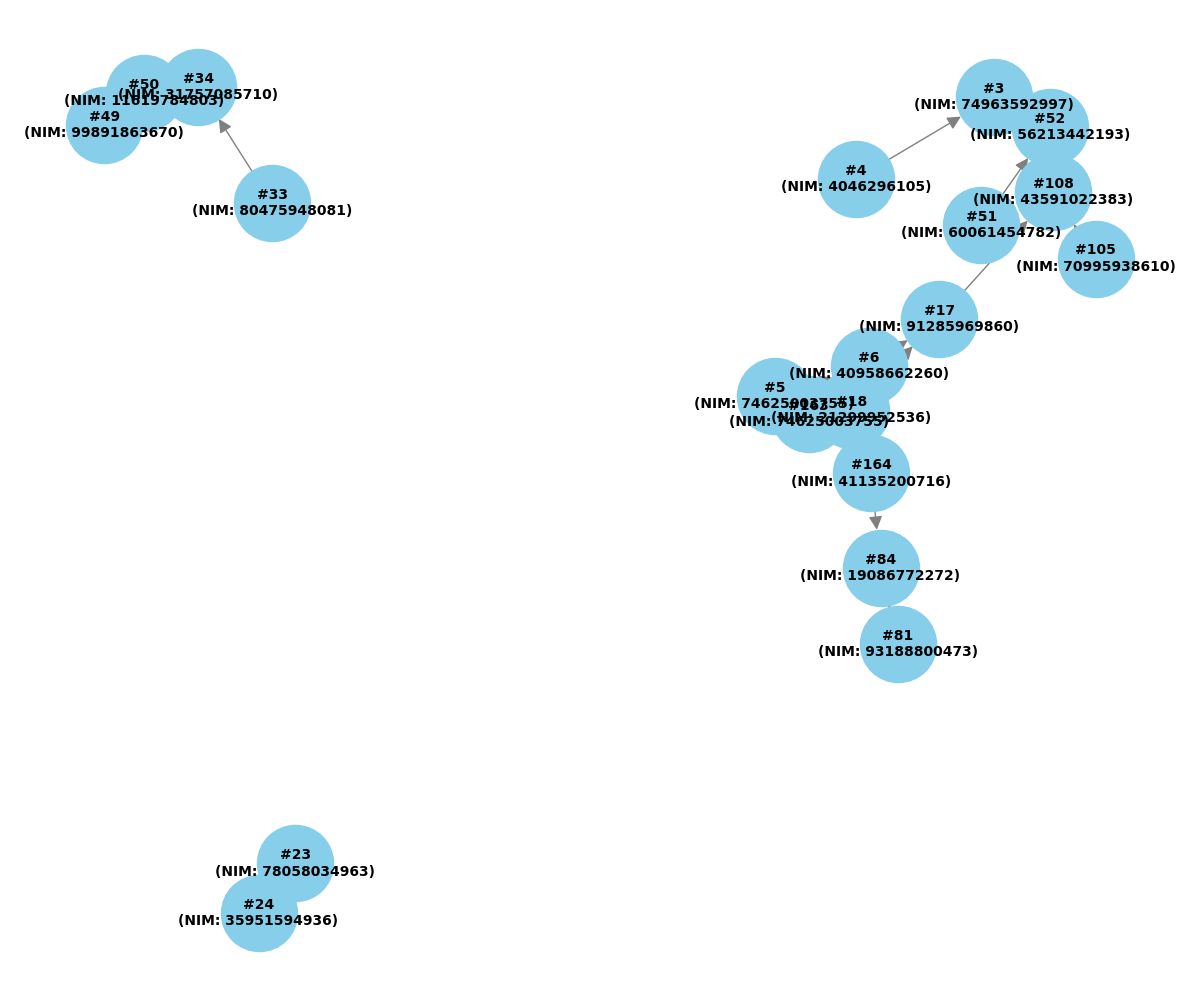 #50
(NIM: 11619784803)
#34
(NIM: 31757085710)
#49
(NIM: 99891863670)
#33
(NIM: 80475948081)
#3
(NIM: 74963592997)
#52
(NIM: 56213442193)
#4
(NIM: 4046296105)
#108
(NIM: 43591022383)
#51
(NIM: 60061454782)
#105
(NIM: 70995938610)
#17
(NIM: 91285969860)
#6
(NIM: 40958662260)
#5
(NIM: 74625003755)
#163
(NIM: 74625003755)
#18
(NIM: 21299952536)
#164
(NIM: 41135200716)
#84
(NIM: 19086772272)
#81
(NIM: 93188800473)
#23
(NIM: 78058034963)
#24
(NIM: 35951594936)